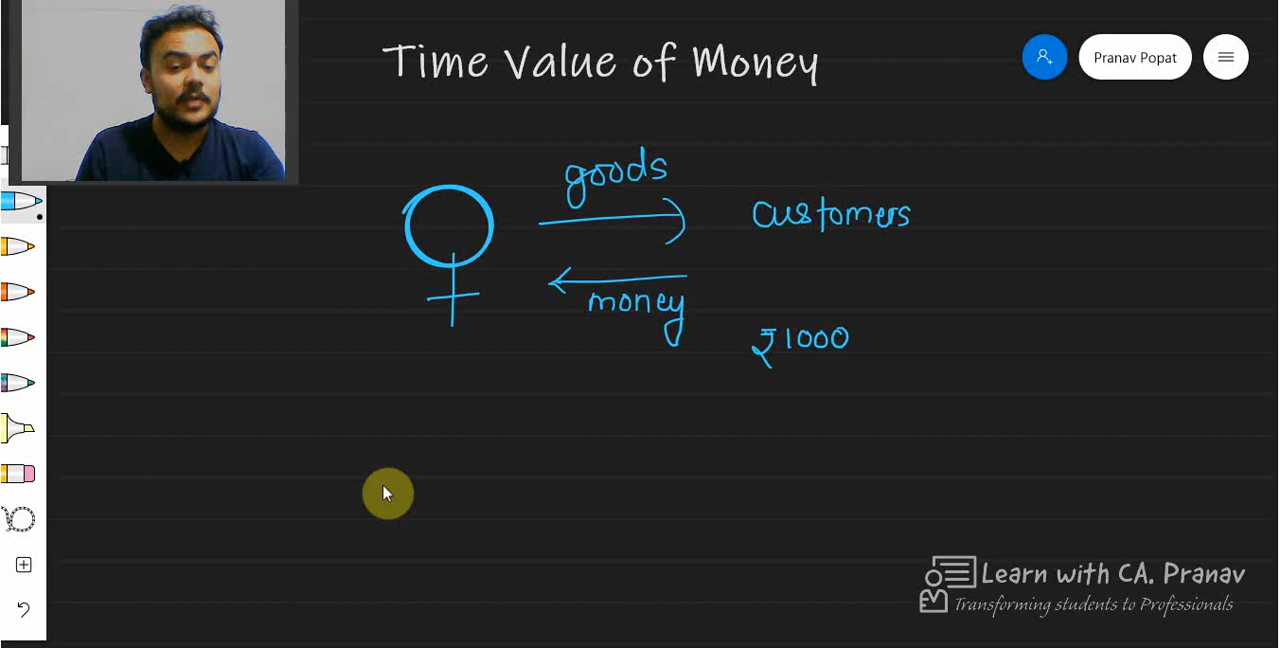 Time Value of Money
Pranav Popat
goods
customers
money
₹1000
Learn with CA. Pranav
Transforming students to Professionals